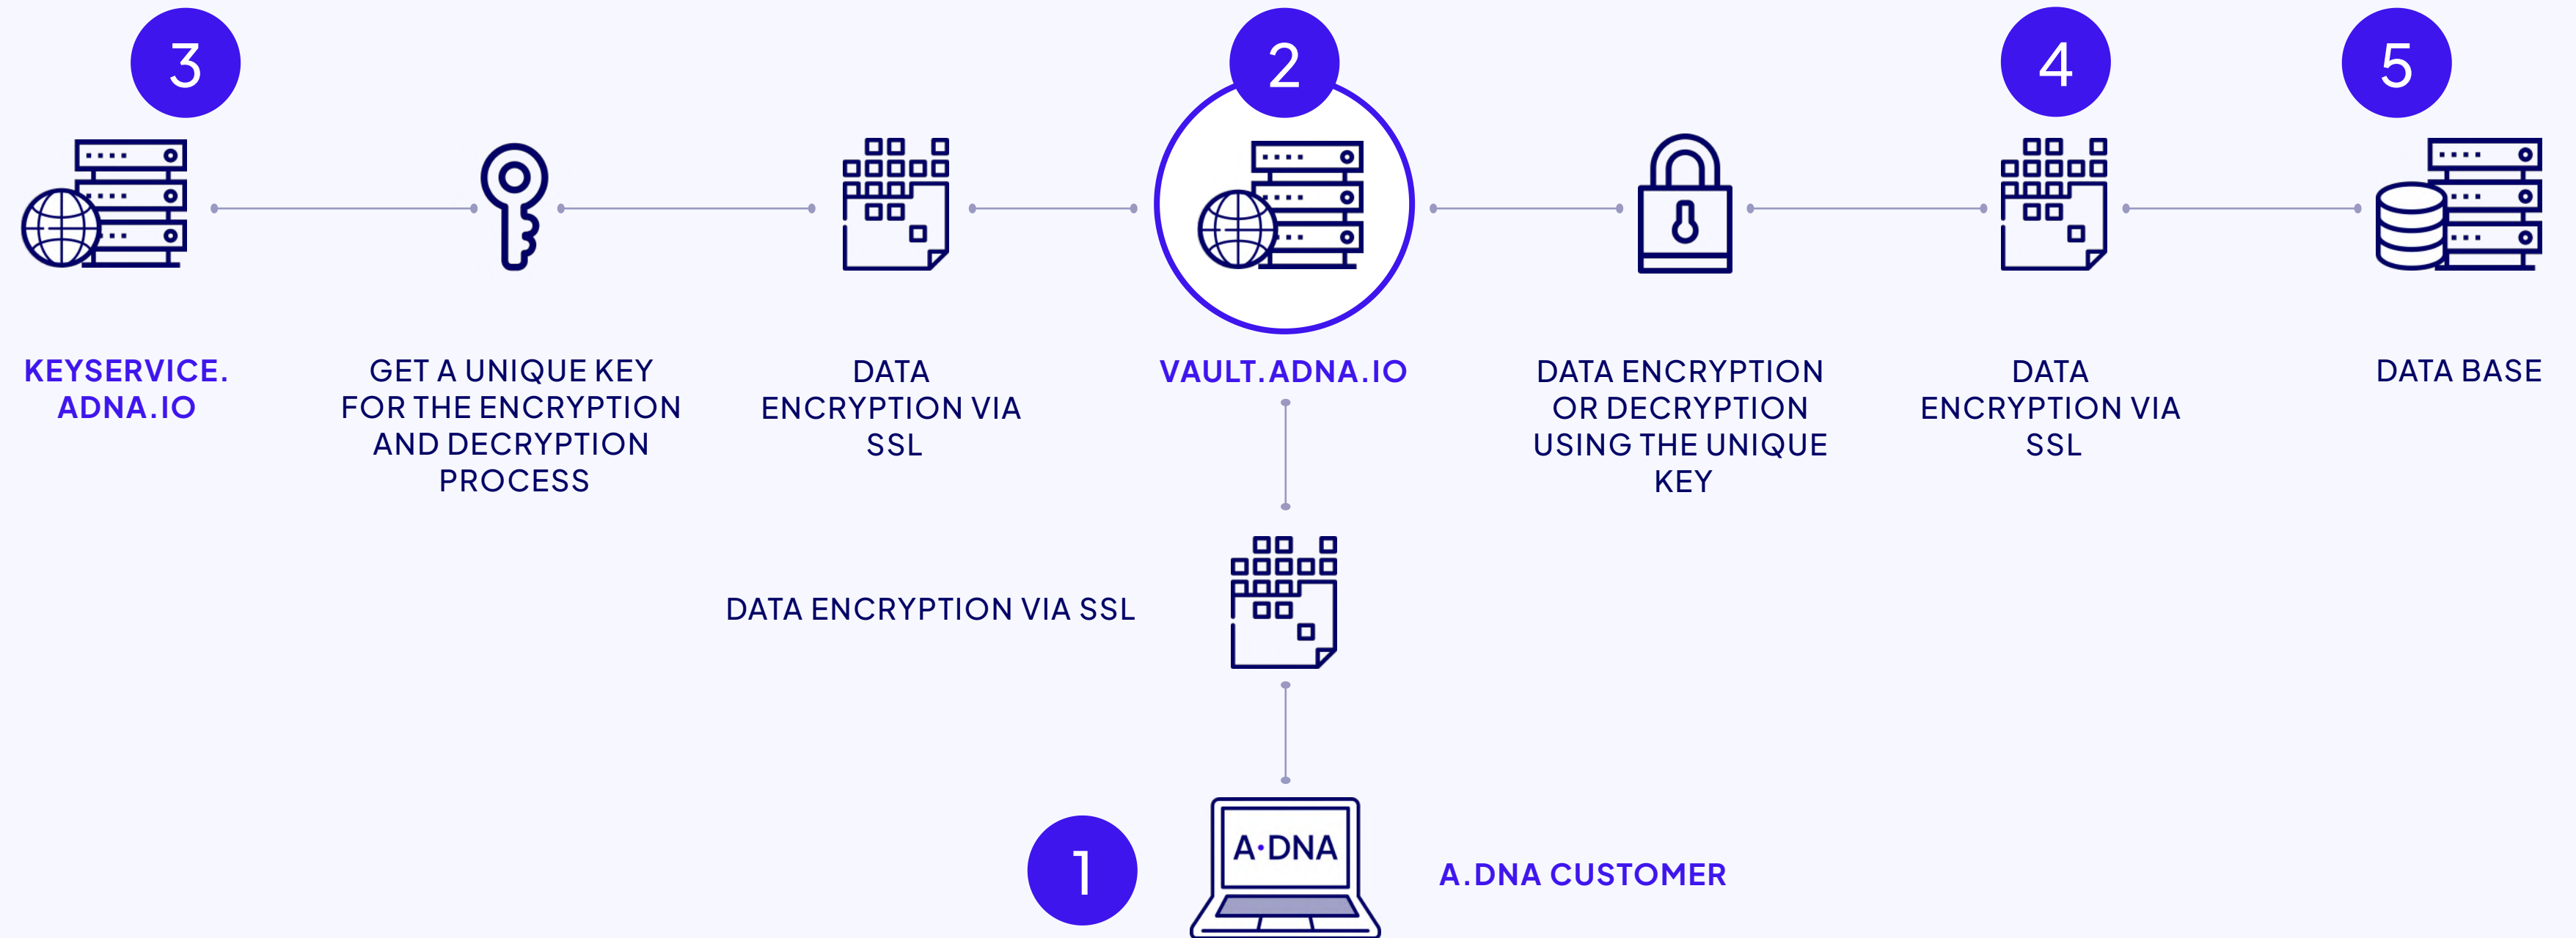 3
2
4
5
KEYSERVICE.
ADNA.IO
GET A UNIQUE KEY
FOR THE ENCRYPTION
AND DECRYPTION
PROCESS
DATA
ENCRYPTION VIA
SSL
VAULT.ADNA.IO
DATA ENCRYPTION
OR DECRYPTION
USING THE UNIQUE
KEY
DATA
ENCRYPTION VIA
SSL
DATA BASE
DATA ENCRYPTION VIA SSL
1
A·DNA
A.DNA CUSTOMER